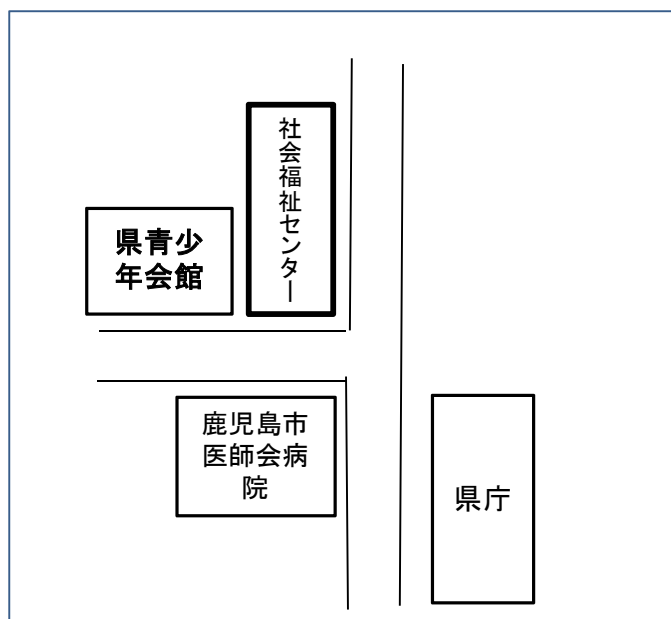 社会福祉センター
県青少
年会館
鹿児島市
医師会病
院
県庁